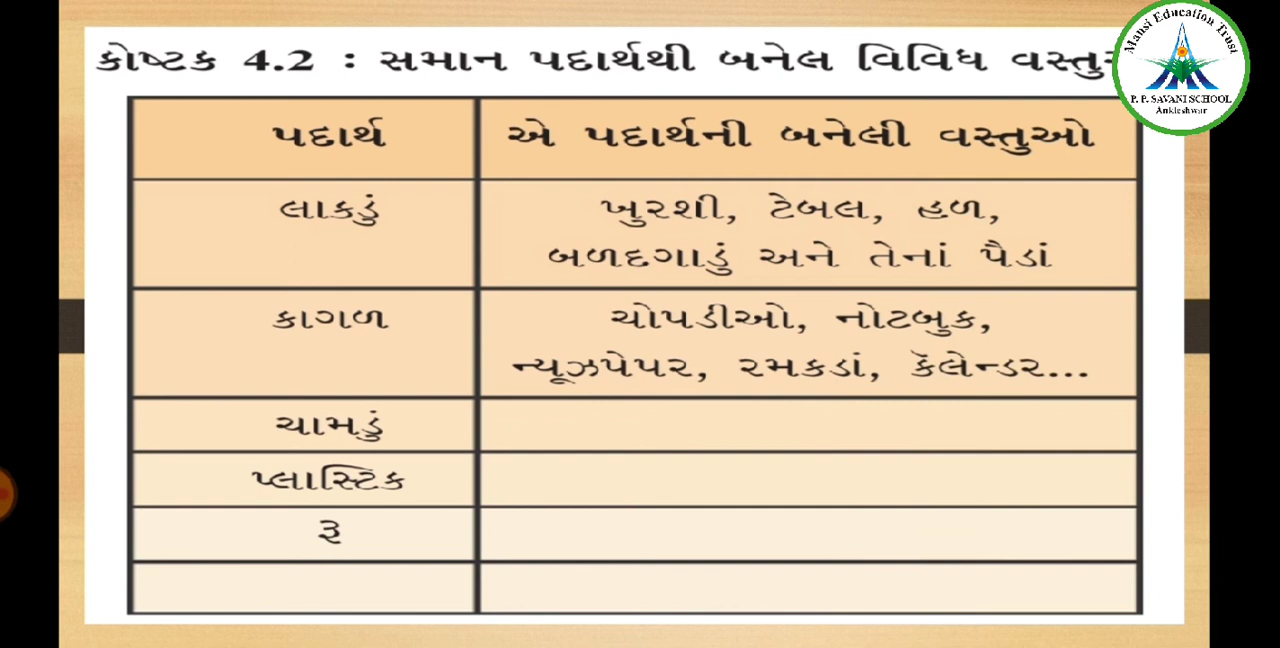 કોષ્ટક 4.2 : સમાન પદાર્થથી બનેલ વિવિધ
Mansi Education Trust
P. P. SAVANI SCHOOL
Ankleshwar
પદાર્થ એ પદાર્થની બનેલી વસ્તુઓ
લાકડું ખુરશી, ટેબલ, હળ,
બળદગાડું અને તેનાં પૈડાં
કાગળ ચોપડીઓ, નોટબુક,
ન્યૂઝપેપર, રમકડાં, કૅલેન્ડર...
ચામડું
પ્લાસ્ટિક
રૂ